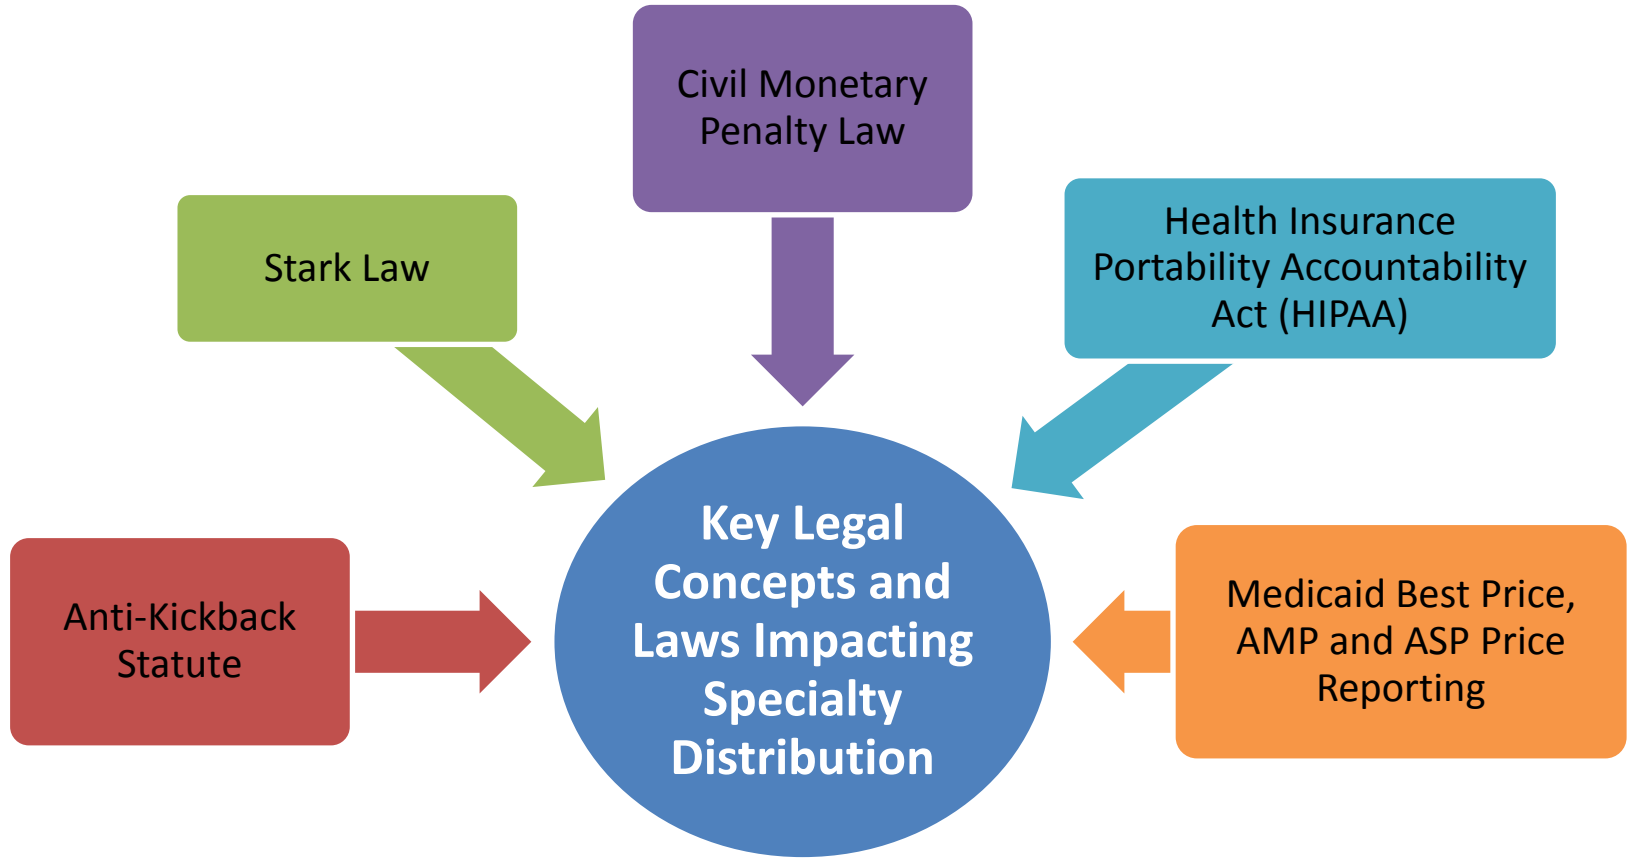 Civil Monetary
Penalty Law
Stark Law
Health Insurance
Portability Accountability
Act (HIPAA)
Anti-Kickback
Statute
Key Legal
Concepts and
Laws Impacting
Specialty
Distribution
Medicaid Best Price,
AMP and ASP Price
Reporting